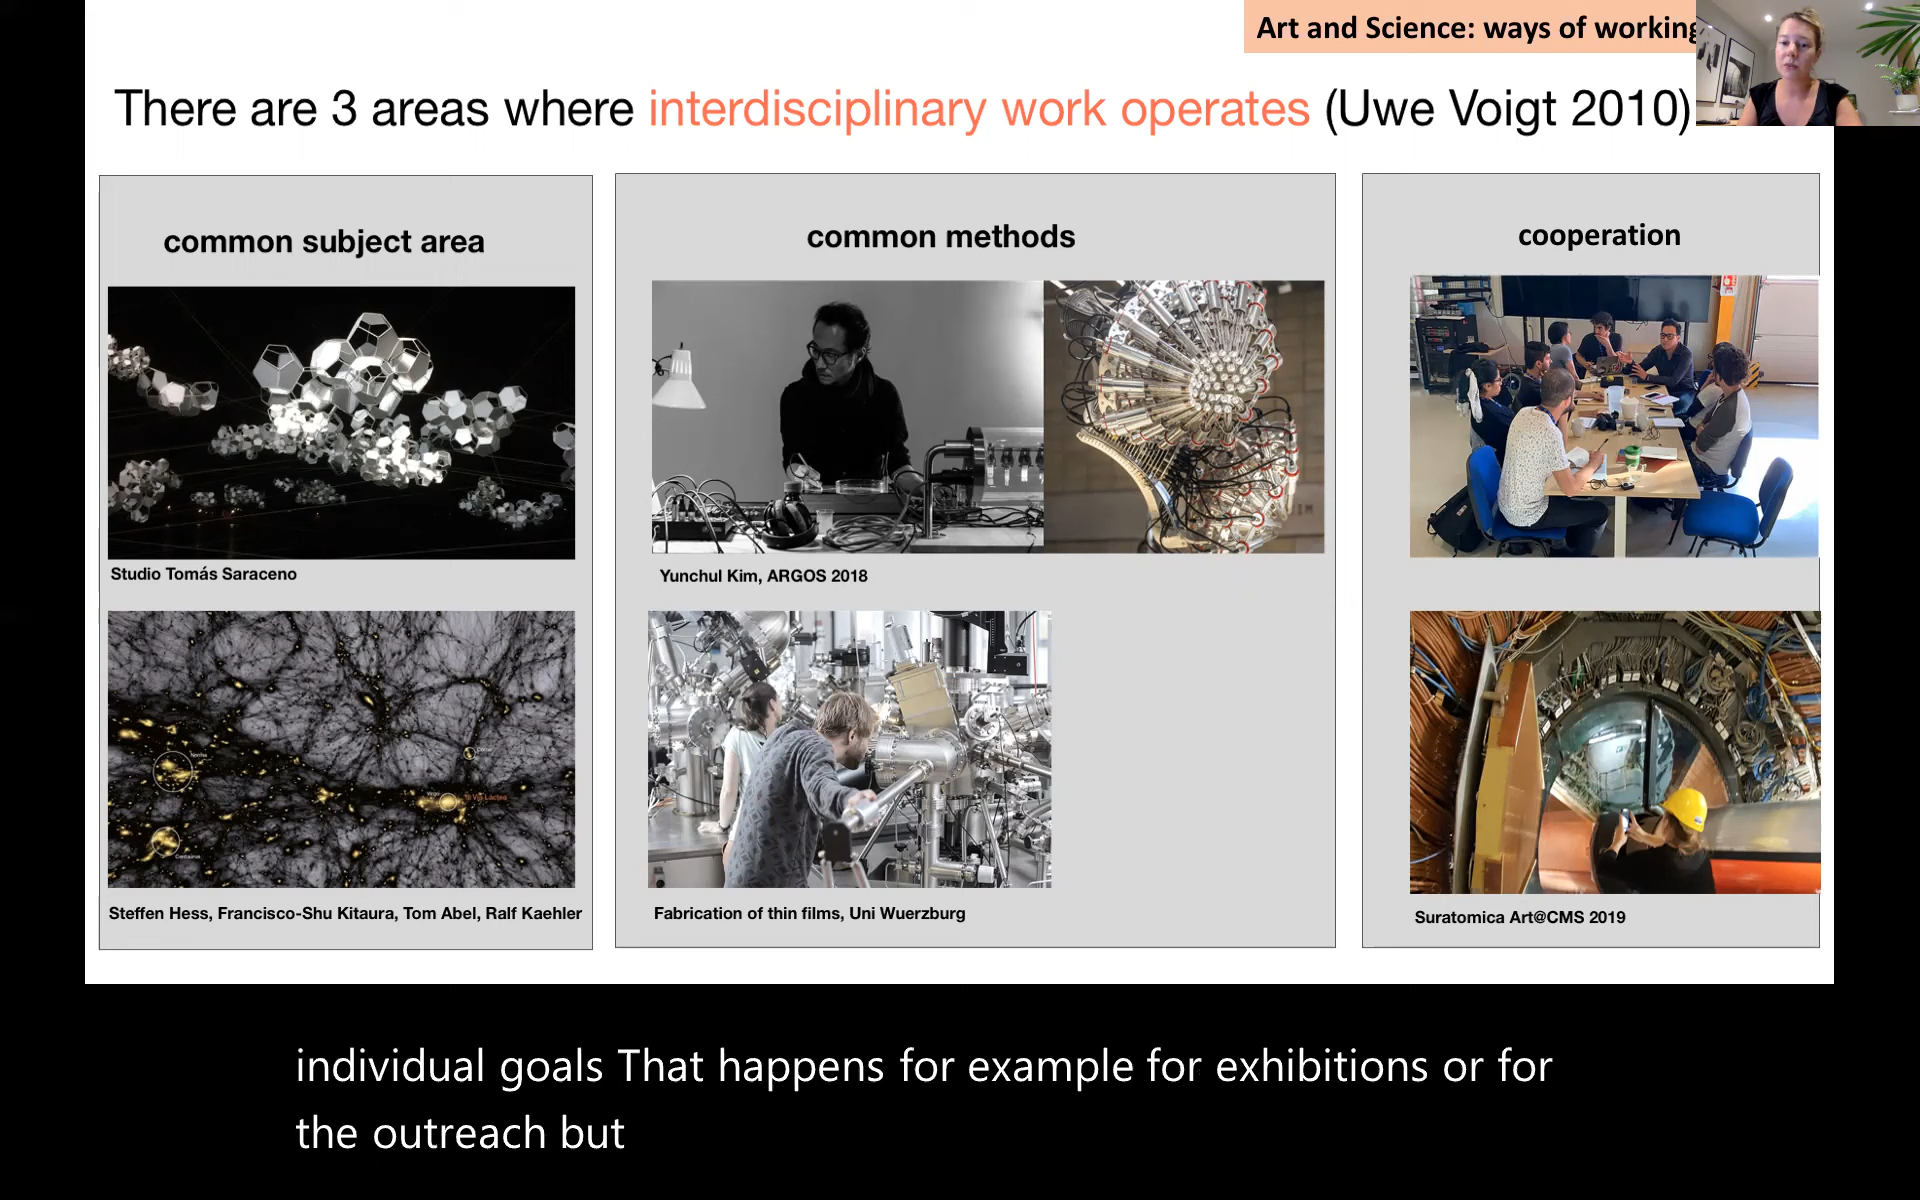 Art and Science: ways of working
There are 3 areas where interdisciplinary work operates (Uwe Voigt 2010)
common subject area
common methods
cooperation
Studio Tomás Saraceno
Yunchul Kim, ARGOS 2018
Steffen Hess, Francisco-Shu Kitaura, Tom Abel, Ralf Kaehler
Fabrication of thin films, Uni Wuerzburg
Suratomica Art@CMS 2019
individual goals That happens for example for exhibitions or for
the outreach but